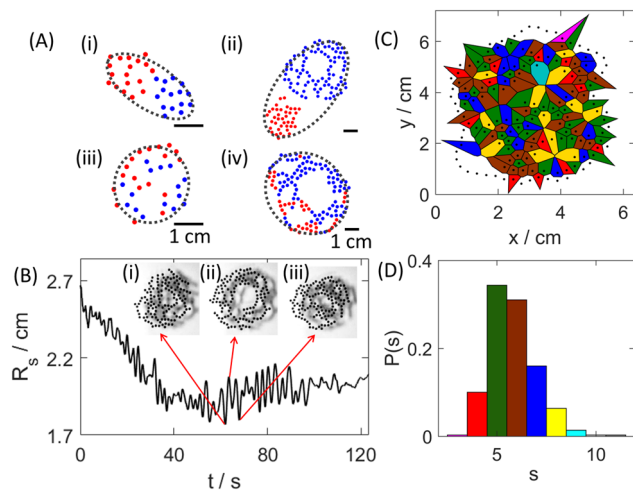 (A)
(i)
(ii)
(iii)
(iv)
1 cm
1 cm
(C)
y / cm
6
4
2
0
0 2 4 6
x / cm
(B)
(i)
(ii)
(iii)
R_s / cm
2.7
2.2
1.7
0 40 80 120
t / s
(D)
P(s)
0.4
0.2
0
5 10
s